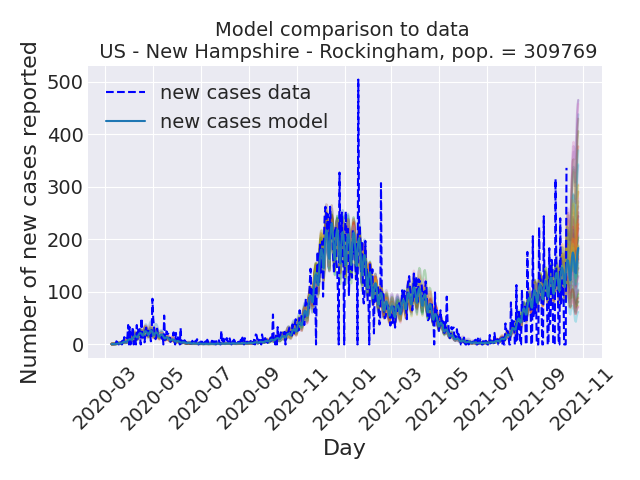 Model comparison to data
US - New Hampshire - Rockingham, pop. = 309769
Number of new cases reported
500
400
300
200
100
0
new cases data
new cases model
2020-03
2020-05
2020-07
2020-09
2020-11
2021-01
2021-03
2021-05
2021-07
2021-09
2021-11
Day